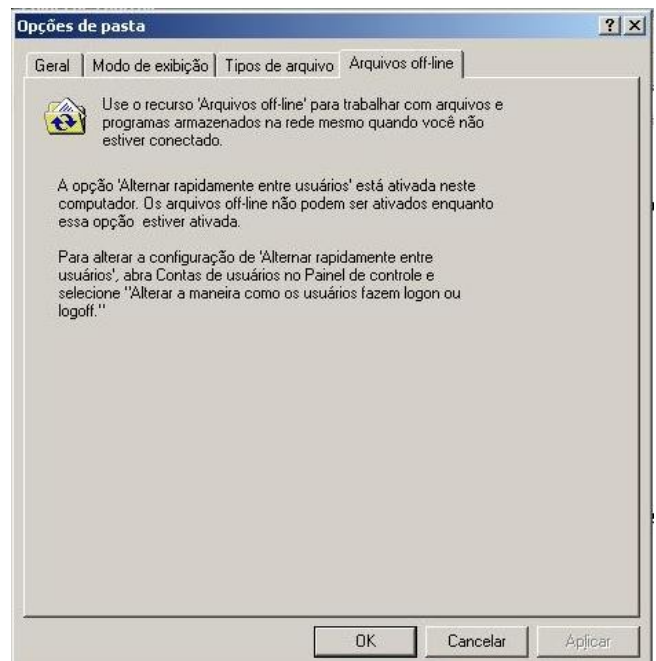 Opções de pasta
Geral
Modo de exibição
Tipos de arquivo
Arquivos off-line
Use o recurso 'Arquivos off-line' para trabalhar com arquivos e
programas armazenados na rede mesmo quando você não
estiver conectado.
A opção 'Alternar rapidamente entre usuários' está ativada neste
computador. Os arquivos off-line não podem ser ativados enquanto
essa opção estiver ativada.
Para alterar a configuração de 'Alternar rapidamente entre
usuários', abra Contas de usuários no Painel de controle e
selecione "Alterar a maneira como os usuários fazem logon ou
logoff."
OK
Cancelar
Aplicar